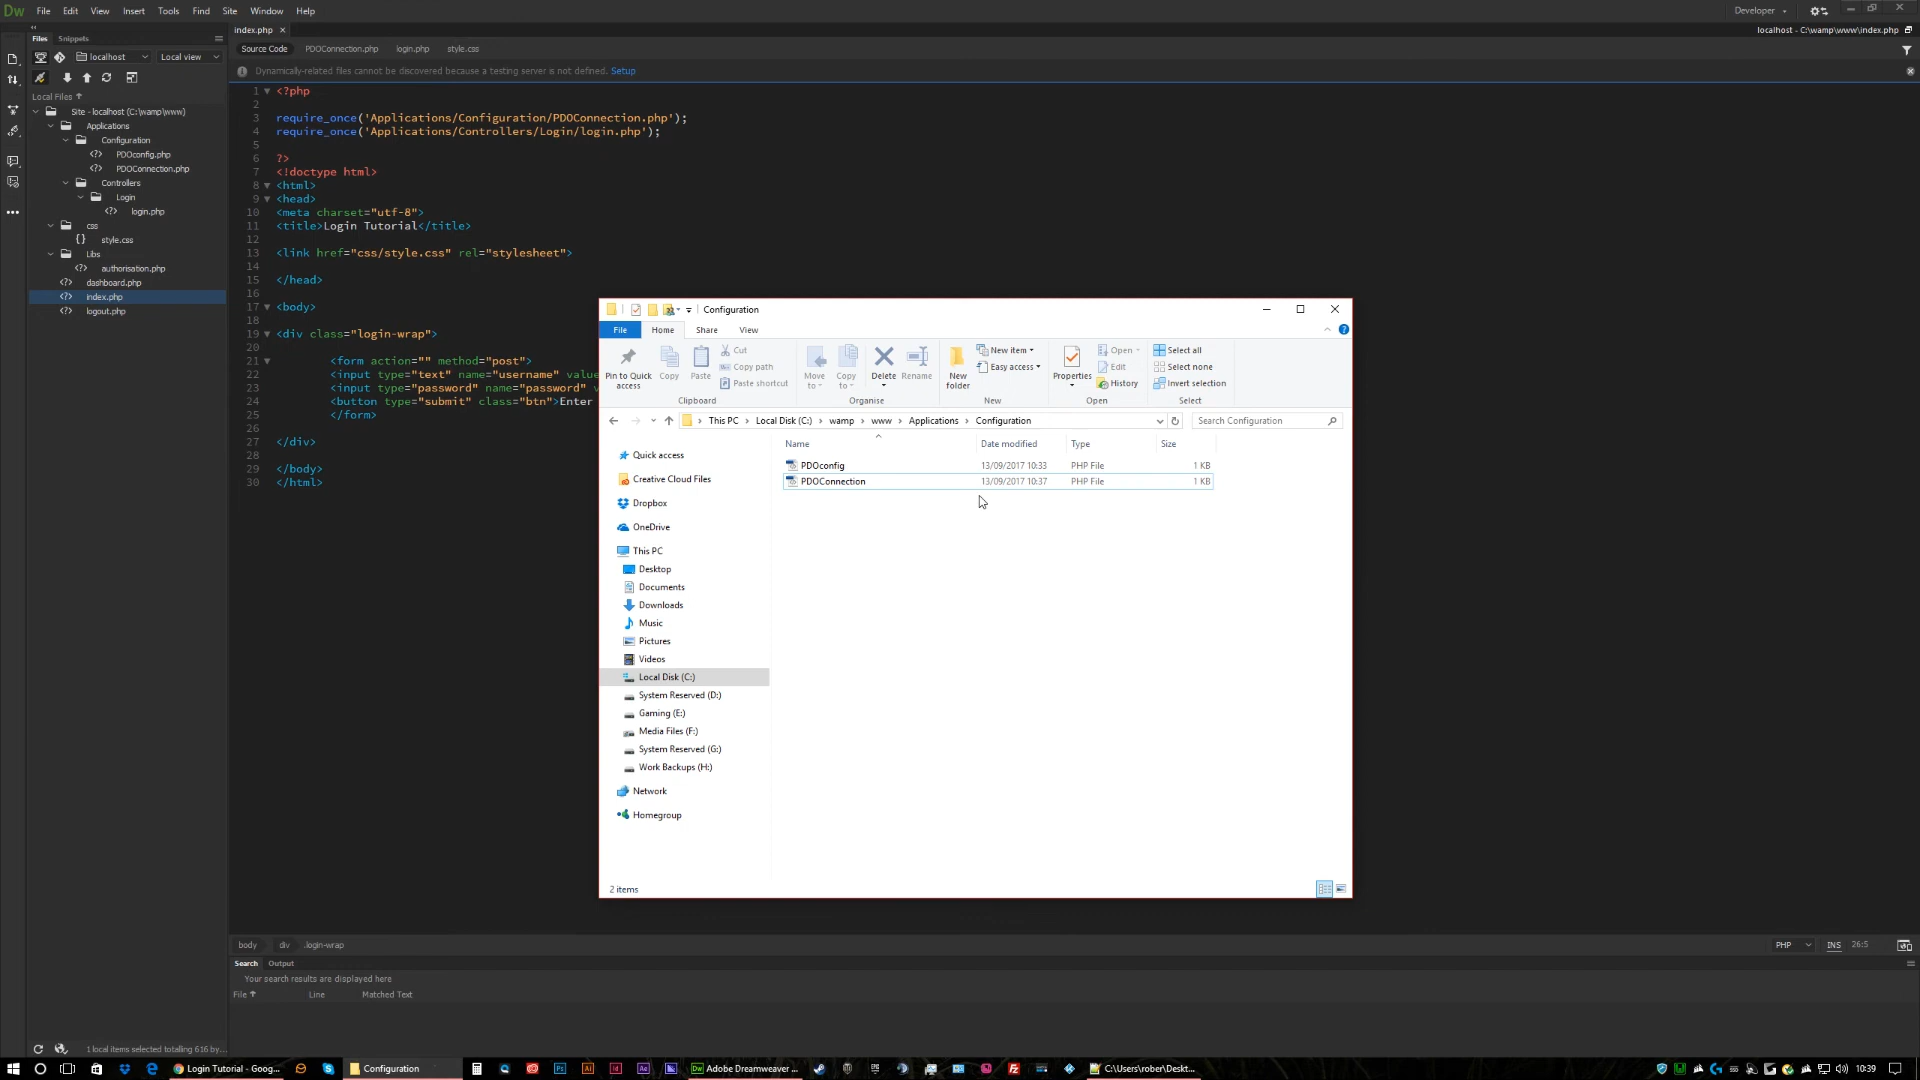 Dw File Edit View Insert Tools Find Site Window Help Developer
Files Snippets
index.php
localhost - C:\wamp\www\index.php
localhost Local view
Source Code PDOConnection.php login.php style.css
Dynamically-related files cannot be discovered because a testing server is not defined. Setup
Local Files
Site - localhost (C:\wamp\www)
Applications
Configuration
PDOconfig.php
PDOConnection.php
Controllers
Login
login.php
css
style.css
Libs
authorisation.php
dashboard.php
index.php
logout.php
1 <?php
2
3 require_once('Applications/Configuration/PDOConnection.php');
4 require_once('Applications/Controllers/Login/login.php');
5
6 ?>
7 <!doctype html>
8 <html>
9 <head>
10 <meta charset="utf-8">
11 <title>Login Tutorial</title>
12
13 <link href="css/style.css" rel="stylesheet">
14
15 </head>
16
17 <body>
18
19 <div class="login-wrap">
20
21 <form action="" method="post">
22 <input type="text" name="username" valu
23 <input type="password" name="password" v
24 <button type="submit" class="btn">Enter
25 </form>
26
27 </div>
28
29 </body>
30 </html>
Configuration
File Home Share View
Pin to Quick access
Copy
Paste
Cut
Copy path
Paste shortcut
Clipboard
Move to
Copy to
Delete
Rename
Organise
New folder
New item
Easy access
New
Properties
Open
Edit
History
Open
Select all
Select none
Invert selection
Select
This PC Local Disk (C:) wamp www Applications Configuration
Search Configuration
Name Date modified Type Size
PDOconfig 13/09/2017 10:33 PHP File 1 KB
PDOConnection 13/09/2017 10:37 PHP File 1 KB
Quick access
Creative Cloud Files
Dropbox
OneDrive
This PC
Desktop
Documents
Downloads
Music
Pictures
Videos
Local Disk (C:)
System Reserved (D:)
Gaming (E:)
Media Files (F:)
System Reserved (G:)
Work Backups (H:)
Network
Homegroup
2 items
body div .login-wrap
PHP INS 26:5
Search Output
Your search results are displayed here
File Line Matched Text
1 local items selected totalling 616 by...
Login Tutorial - Goog...
Configuration
Adobe Dreamweaver ...
C:\Users\rober\Deskt...
10:39